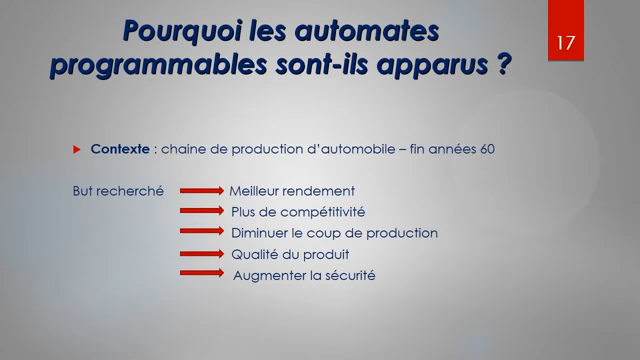 Pourquoi les automates
programmables sont-ils apparus ?
17
Contexte : chaine de production d'automobile – fin années 60
But recherché Meilleur rendement
Plus de compétitivité
Diminuer le coup de production
Qualité du produit
Augmenter la sécurité